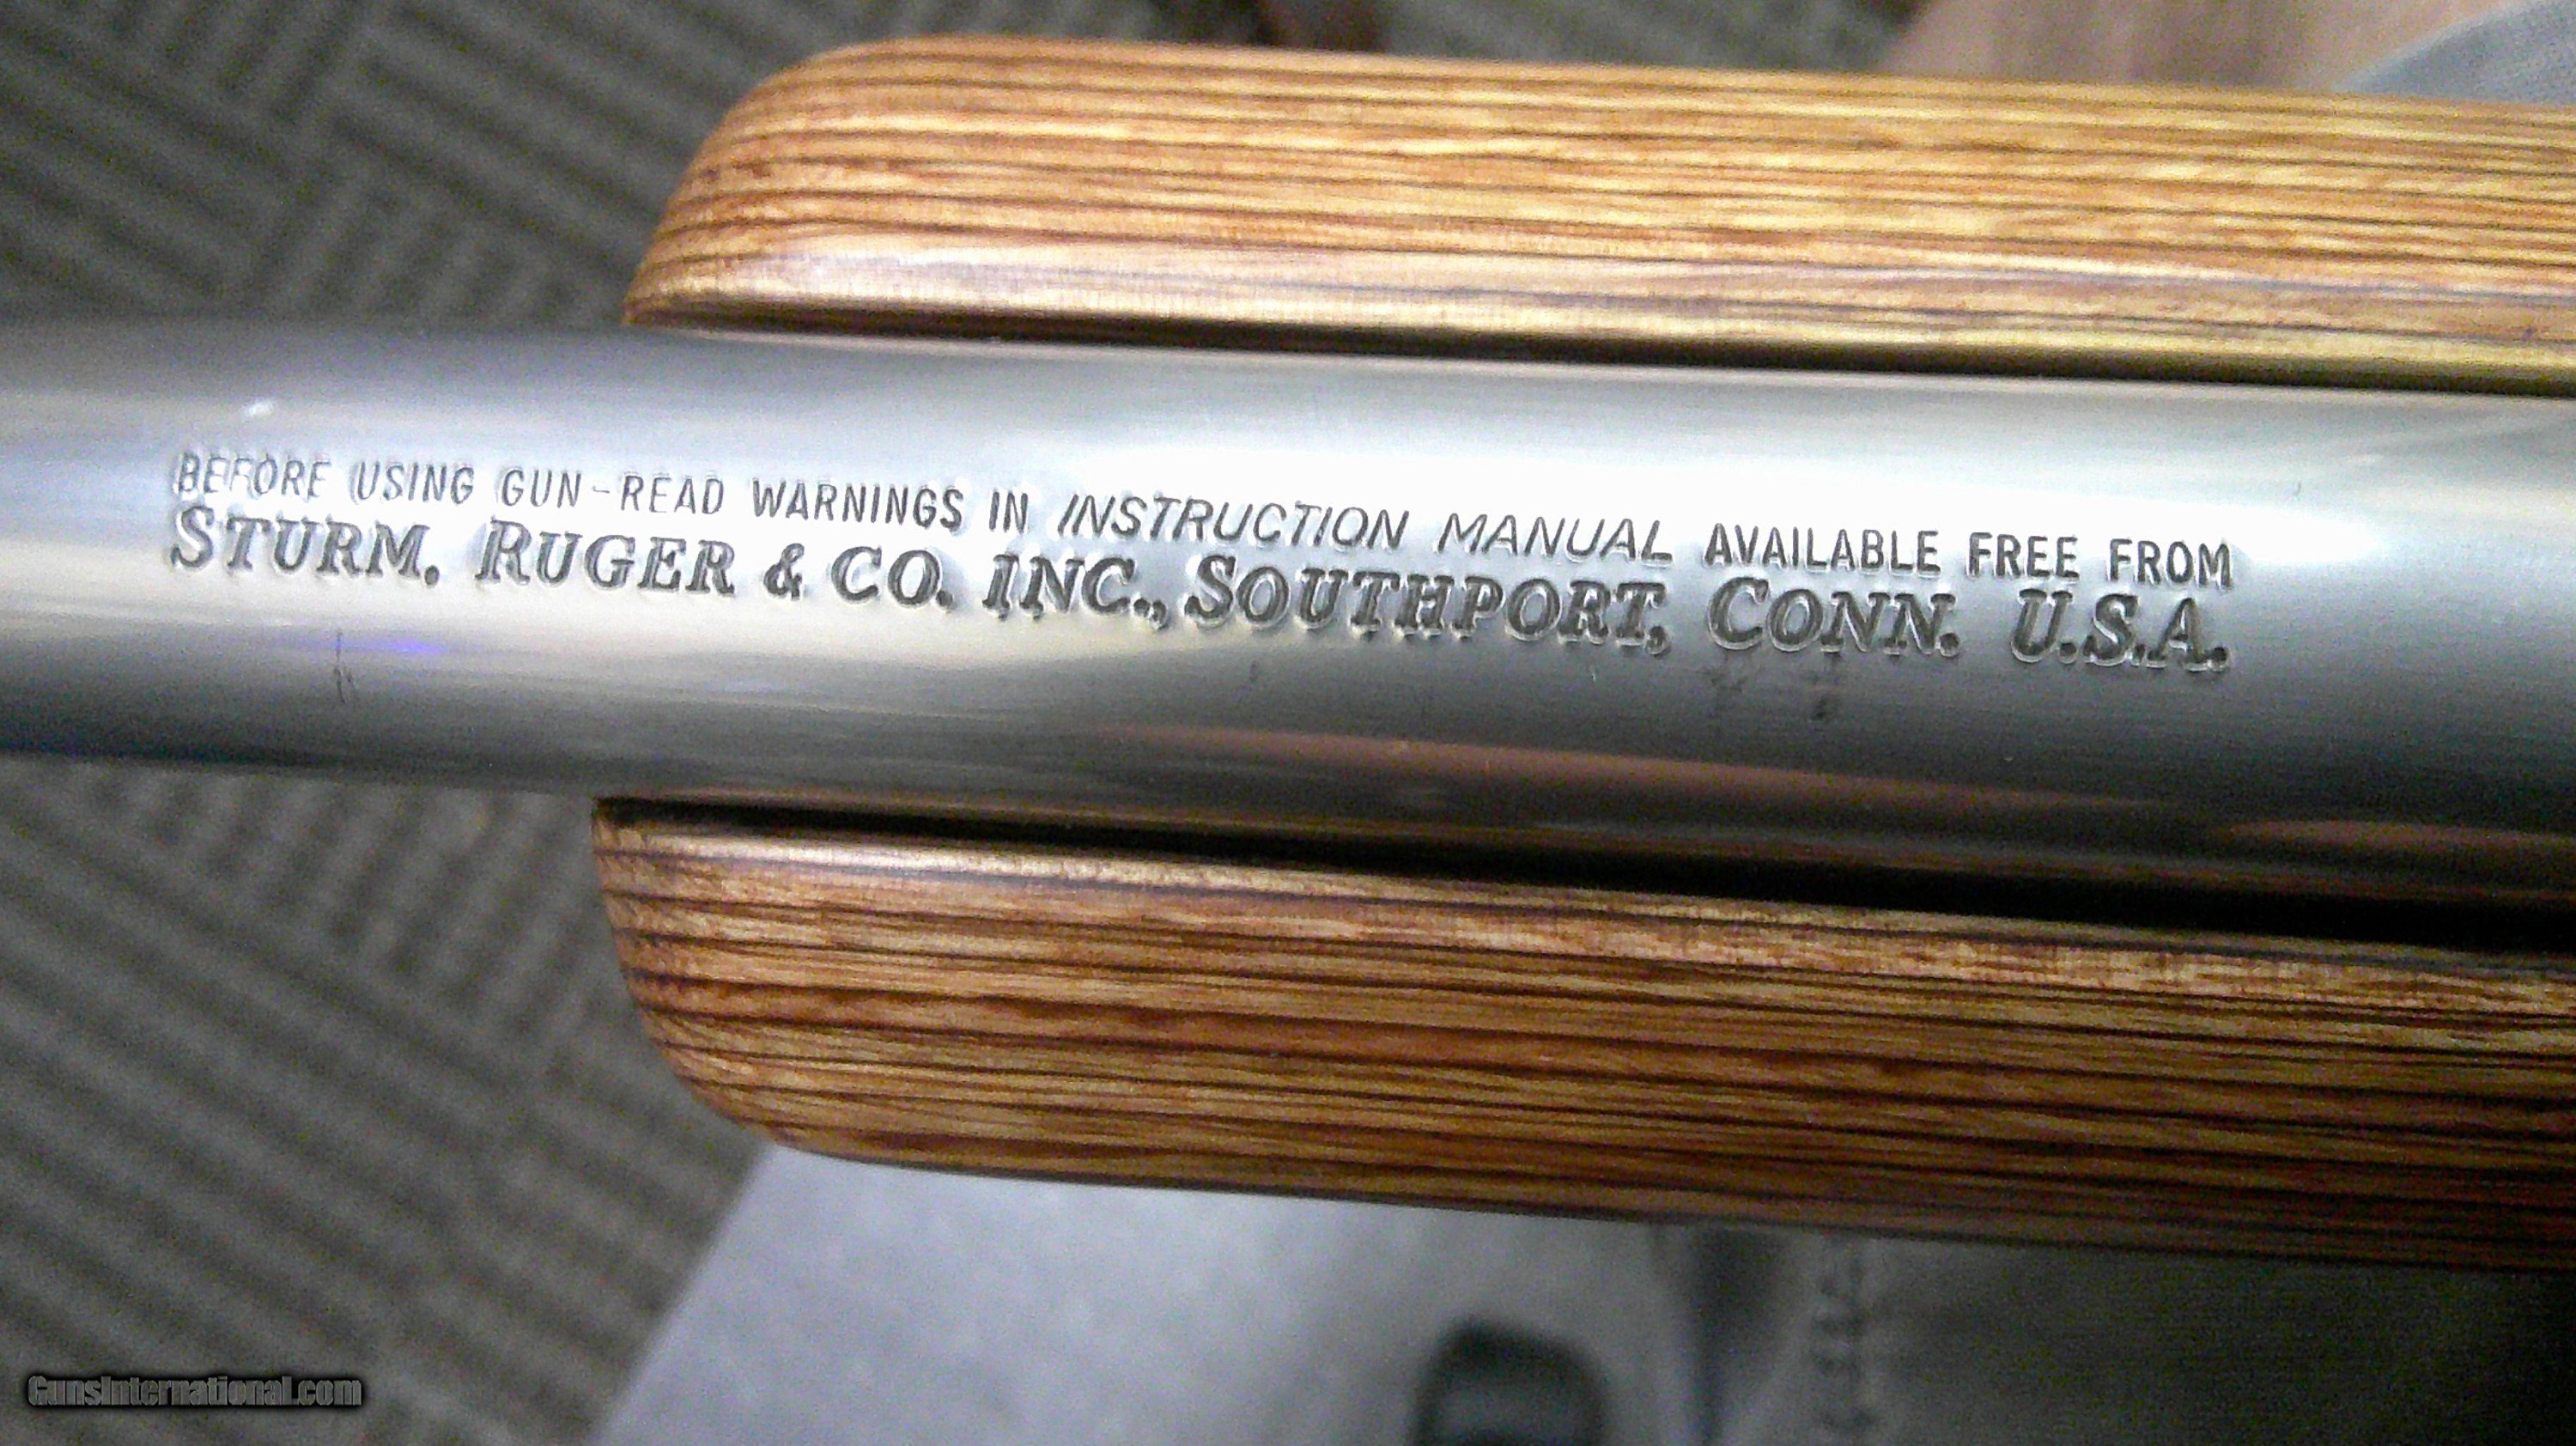 BEFORE USING GUN-READ WARNINGS IN INSTRUCTION MANUAL AVAILABLE FREE FROM
STURM, RUGER & CO. INC., SOUTHPORT, CONN. U.S.A.
GunsInternational.com